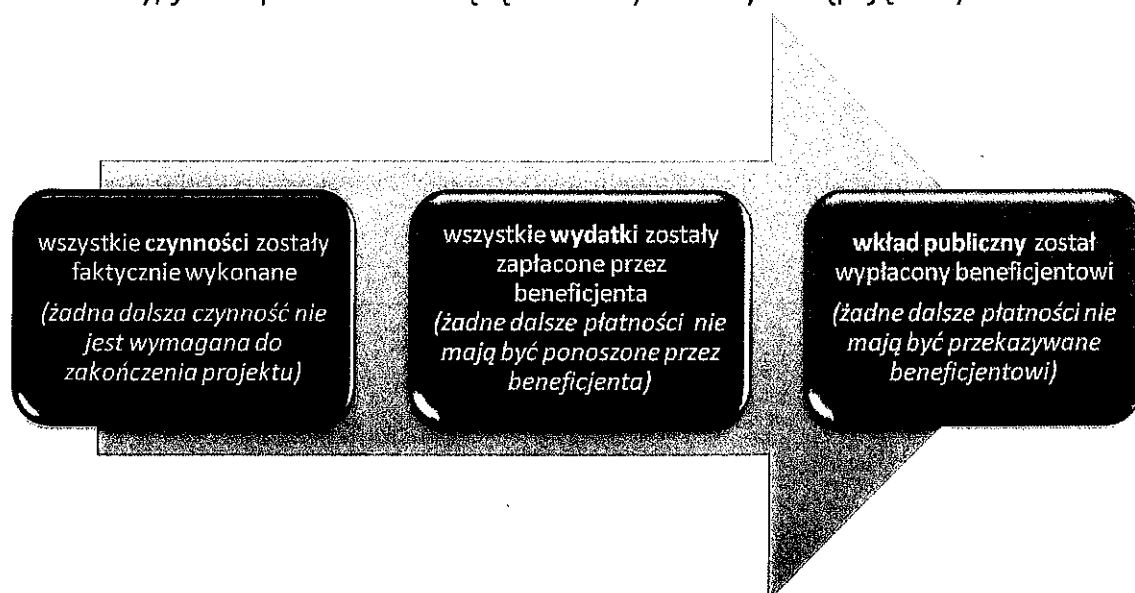 wszystkie czynności zostały
faktycznie wykonane
(żadna dalsza czynność nie
jest wymagana do
zakończenia projektu)
wszystkie wydatki zostały
zapłacone przez
beneficjenta
(żadne dalsze płatności nie
mają być ponoszone przez
beneficjenta)
wkład publiczny został
wypłacony beneficjentowi
(żadne dalsze płatności nie
mają być przekazywane
beneficjentowi)